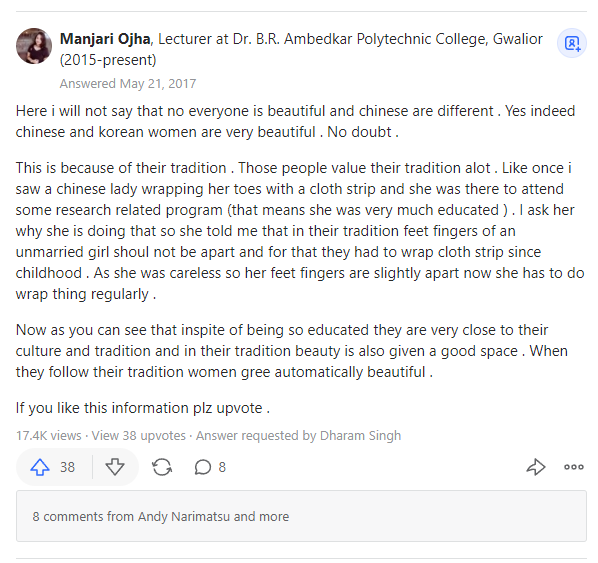 Manjari Ojha, Lecturer at Dr. B.R. Ambedkar Polytechnic College, Gwalior
(2015-present)
Answered May 21, 2017
Here i will not say that no everyone is beautiful and chinese are different . Yes indeed
chinese and korean women are very beautiful . No doubt .
This is because of their tradition . Those people value their tradition alot . Like once i
saw a chinese lady wrapping her toes with a cloth strip and she was there to attend
some research related program (that means she was very much educated ) . I ask her
why she is doing that so she told me that in their tradition feet fingers of an
unmarried girl shoul not be apart and for that they had to wrap cloth strip since
childhood . As she was careless so her feet fingers are slightly apart now she has to do
wrap thing regularly .
Now as you can see that inspite of being so educated they are very close to their
culture and tradition and in their tradition beauty is also given a good space . When
they follow their tradition women gree automatically beautiful .
If you like this information plz upvote .
17.4K views · View 38 upvotes · Answer requested by Dharam Singh
38
8
8 comments from Andy Narimatsu and more